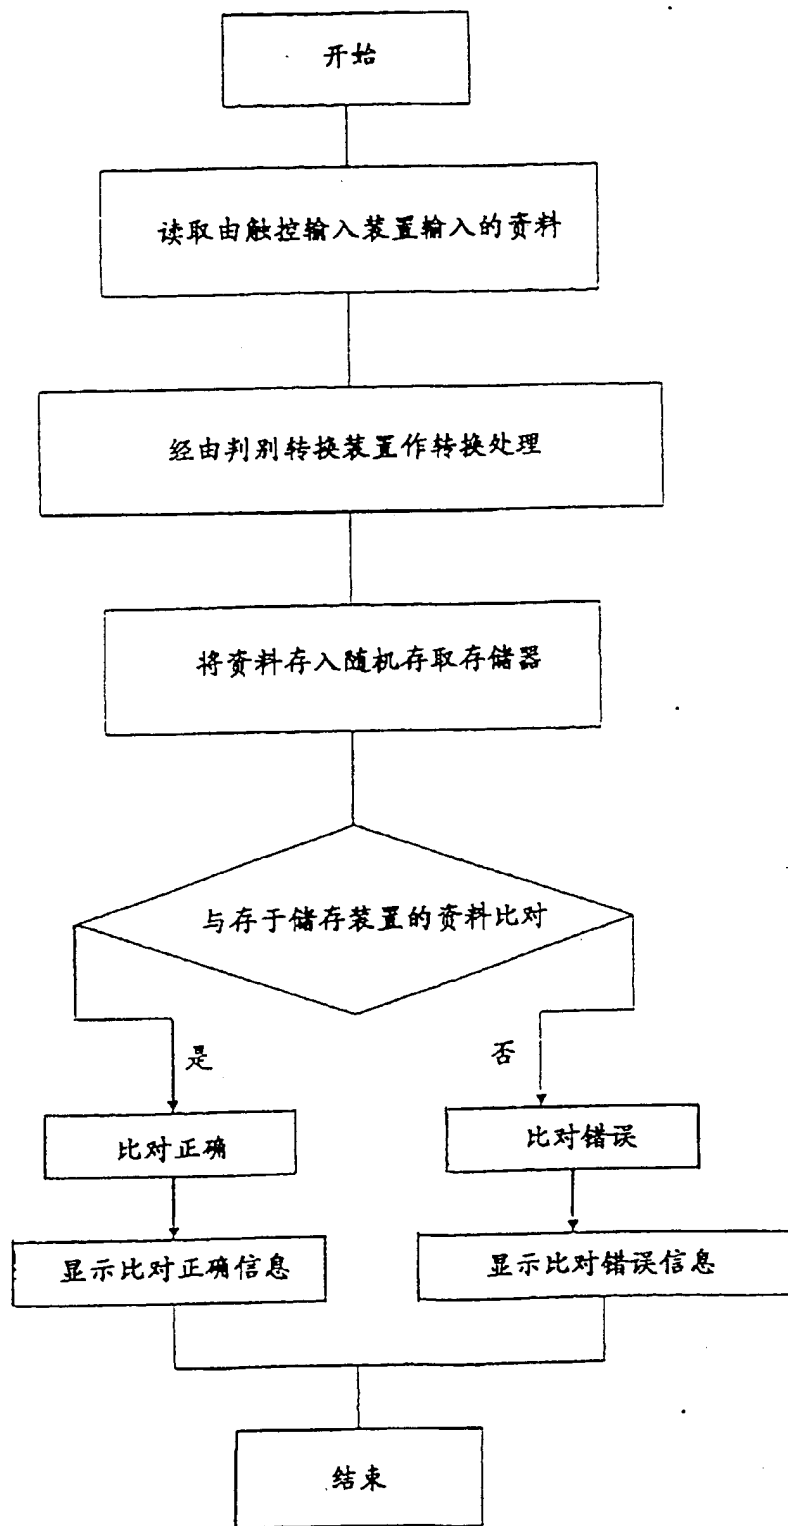 开始
读取由触控输入装置输入的资料
经由判别转换装置作转换处理
将资料存入随机存取存储器
与存于储存装置的资料比对
是
否
比对正确
比对错误
显示比对正确信息
显示比对错误信息
结束